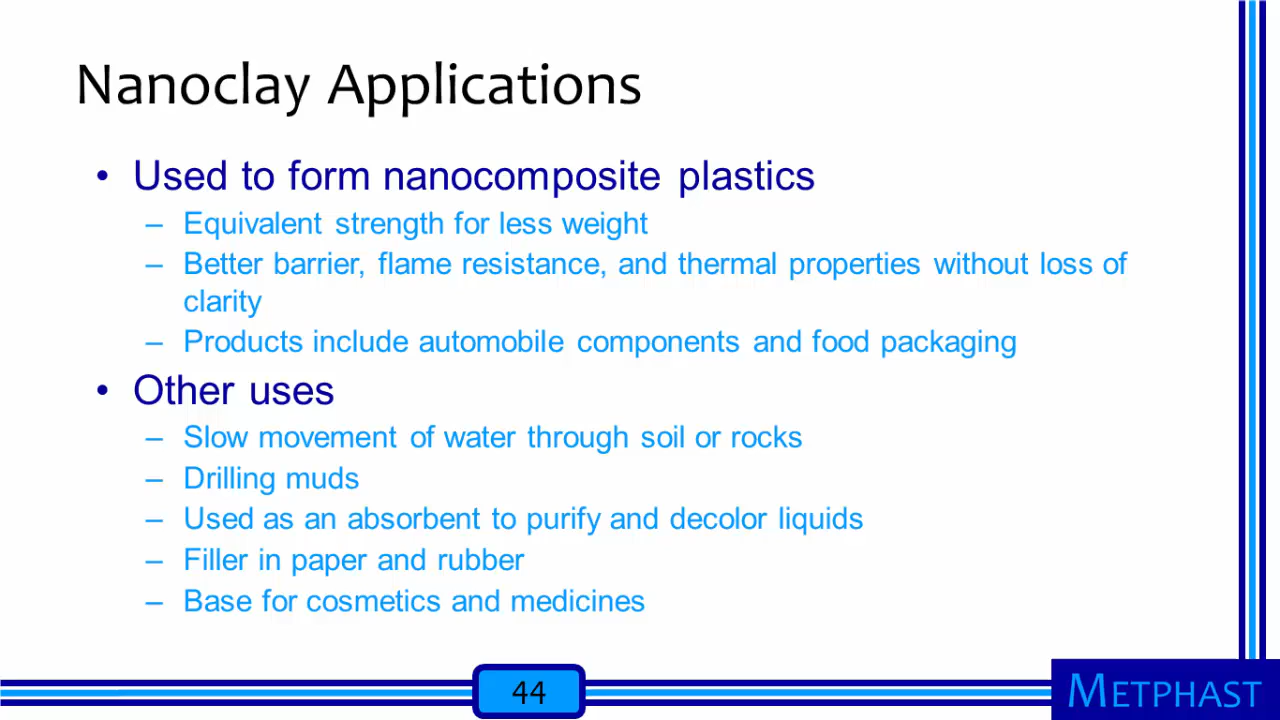 Nanoclay Applications
• Used to form nanocomposite plastics
– Equivalent strength for less weight
– Better barrier, flame resistance, and thermal properties without loss of
clarity
– Products include automobile components and food packaging
• Other uses
– Slow movement of water through soil or rocks
– Drilling muds
– Used as an absorbent to purify and decolor liquids
– Filler in paper and rubber
– Base for cosmetics and medicines
44
METPHAST